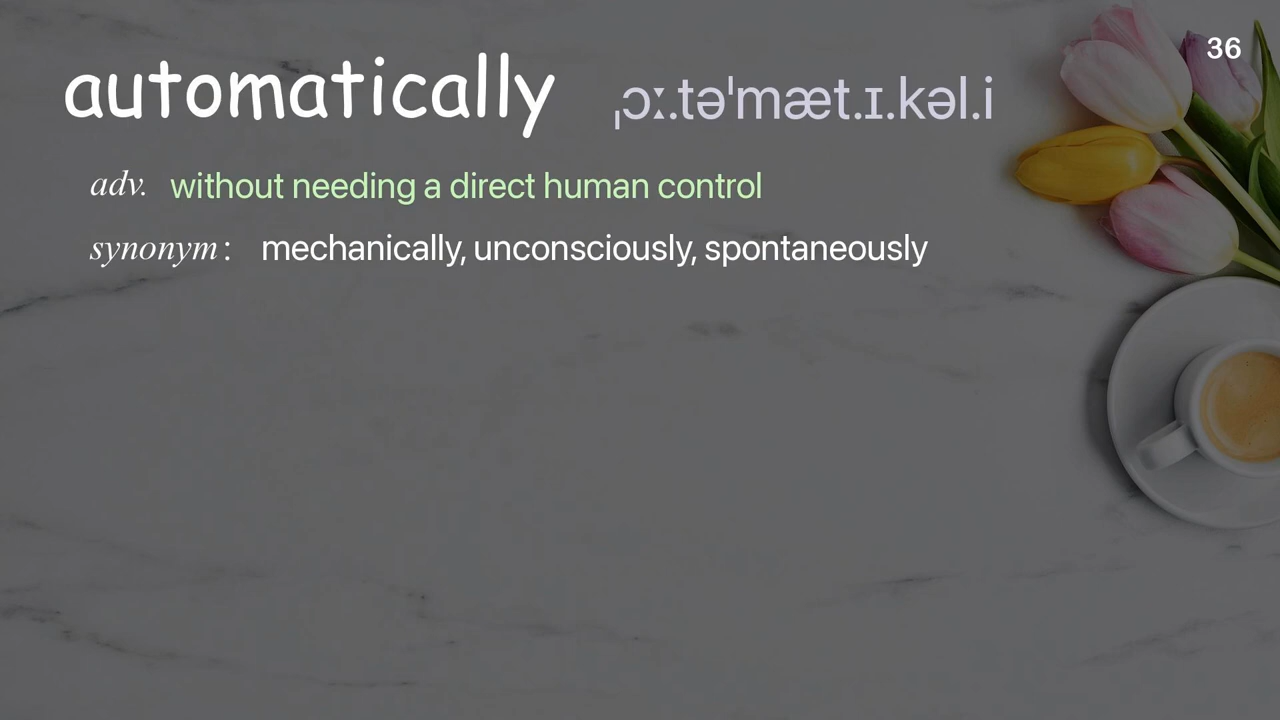 36
automatically ˌɔː.təˈmæt.ɪ.kəl.i
adv. without needing a direct human control
synonym : mechanically, unconsciously, spontaneously